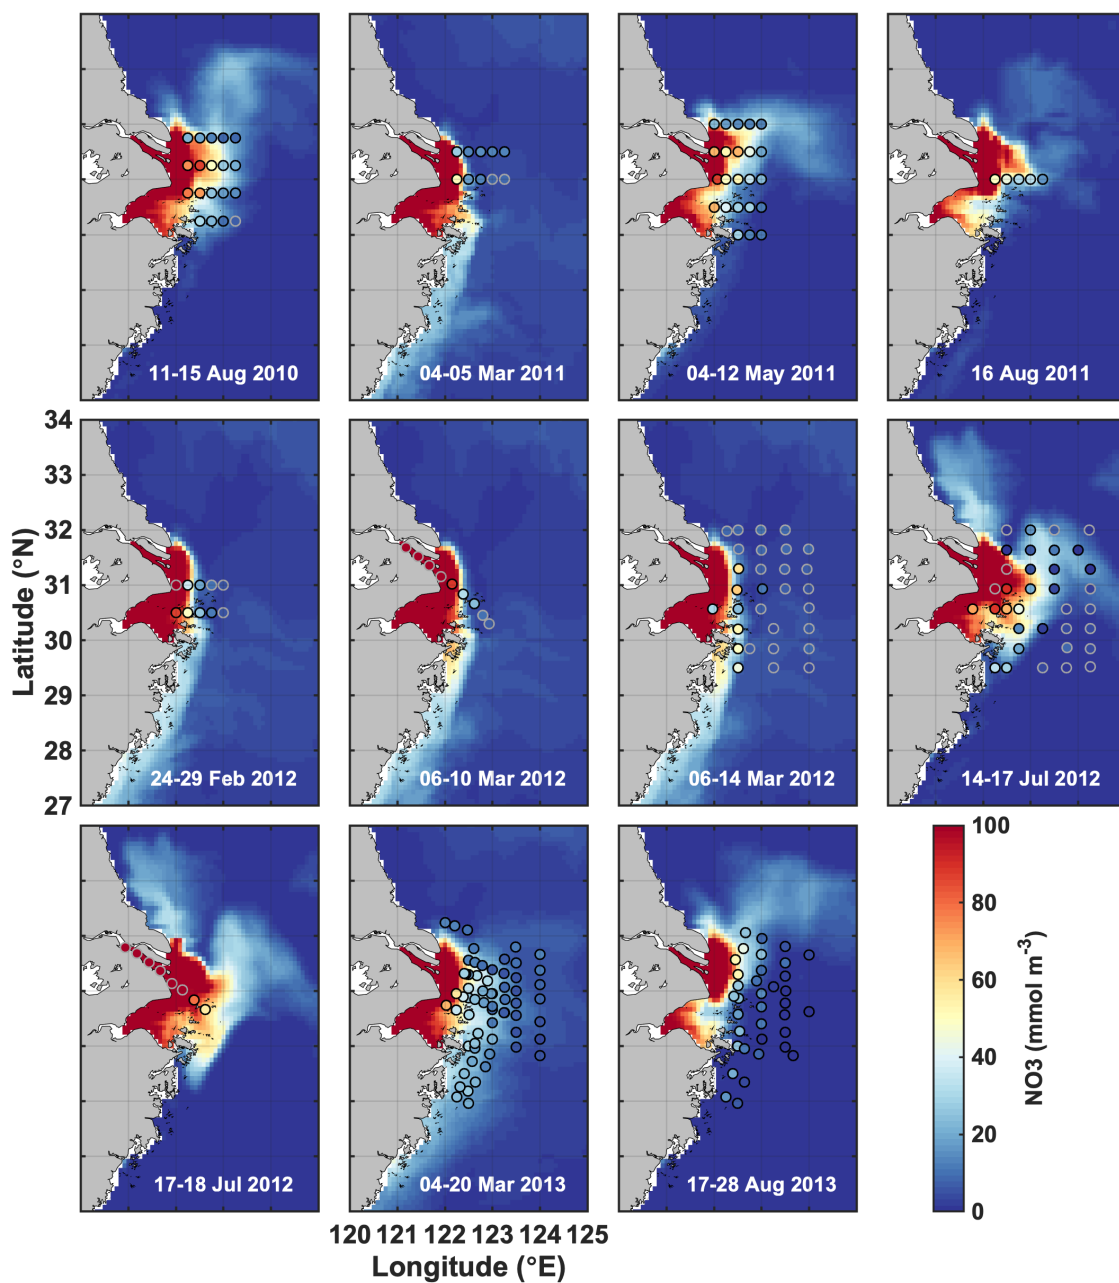 11-15 Aug 2010
04-05 Mar 2011
04-12 May 2011
16 Aug 2011
34
33
32
31
30
29
28
27
Latitude (°N)
24-29 Feb 2012
06-10 Mar 2012
06-14 Mar 2012
14-17 Jul 2012
17-18 Jul 2012
04-20 Mar 2013
17-28 Aug 2013
120 121 122 123 124 125
Longitude (°E)
100
80
60
40
20
0
NO3 (mmol m⁻³)